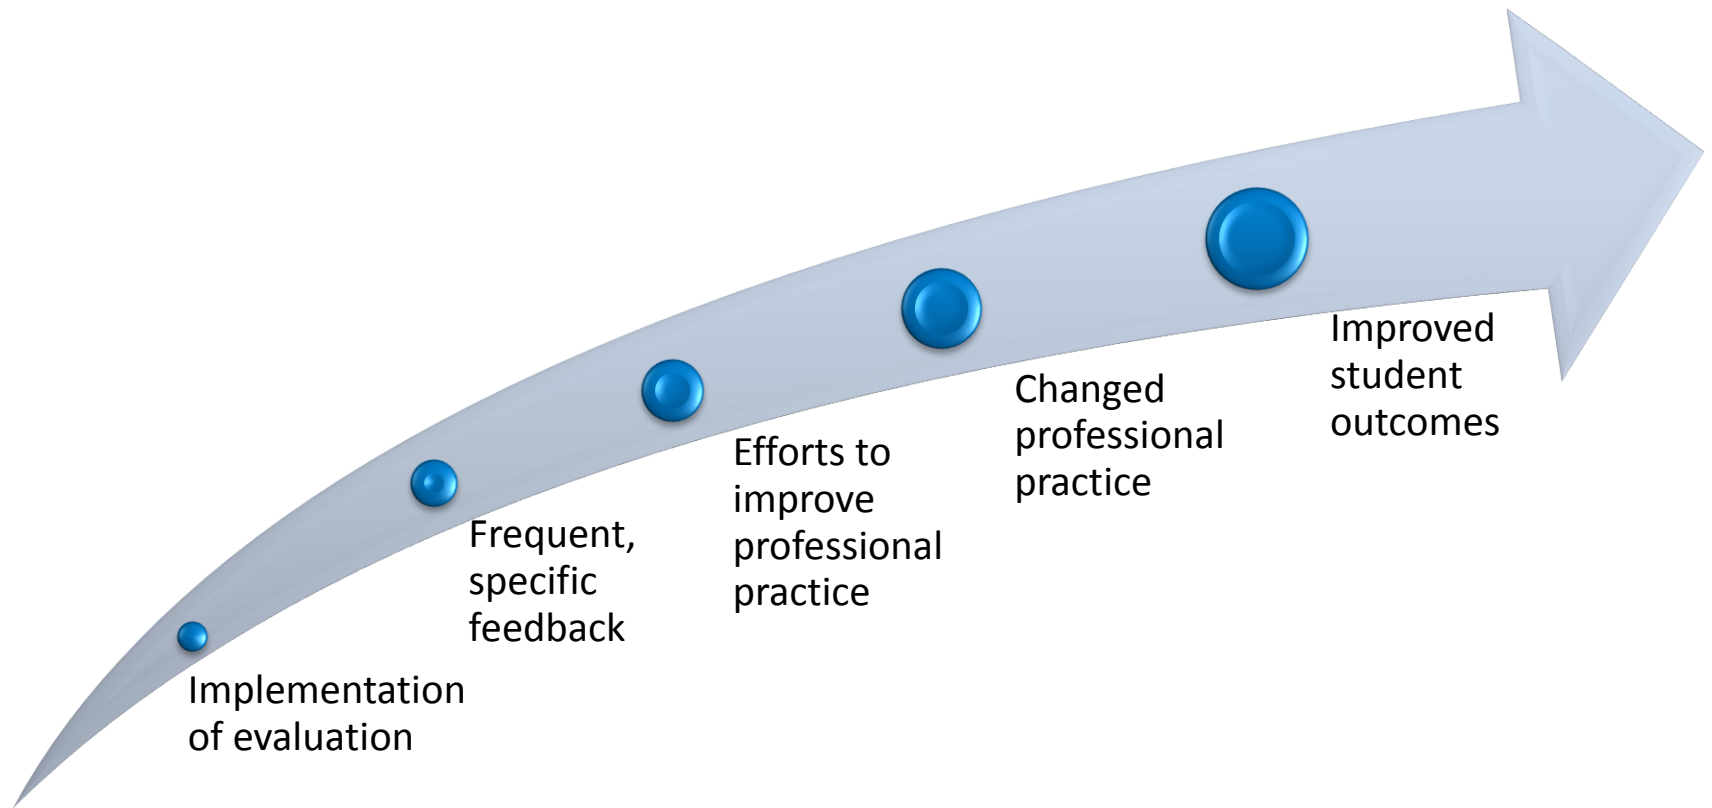 Implementation
of evaluation
Frequent,
specific
feedback
Efforts to
improve
professional
practice
Changed
professional
practice
Improved
student
outcomes